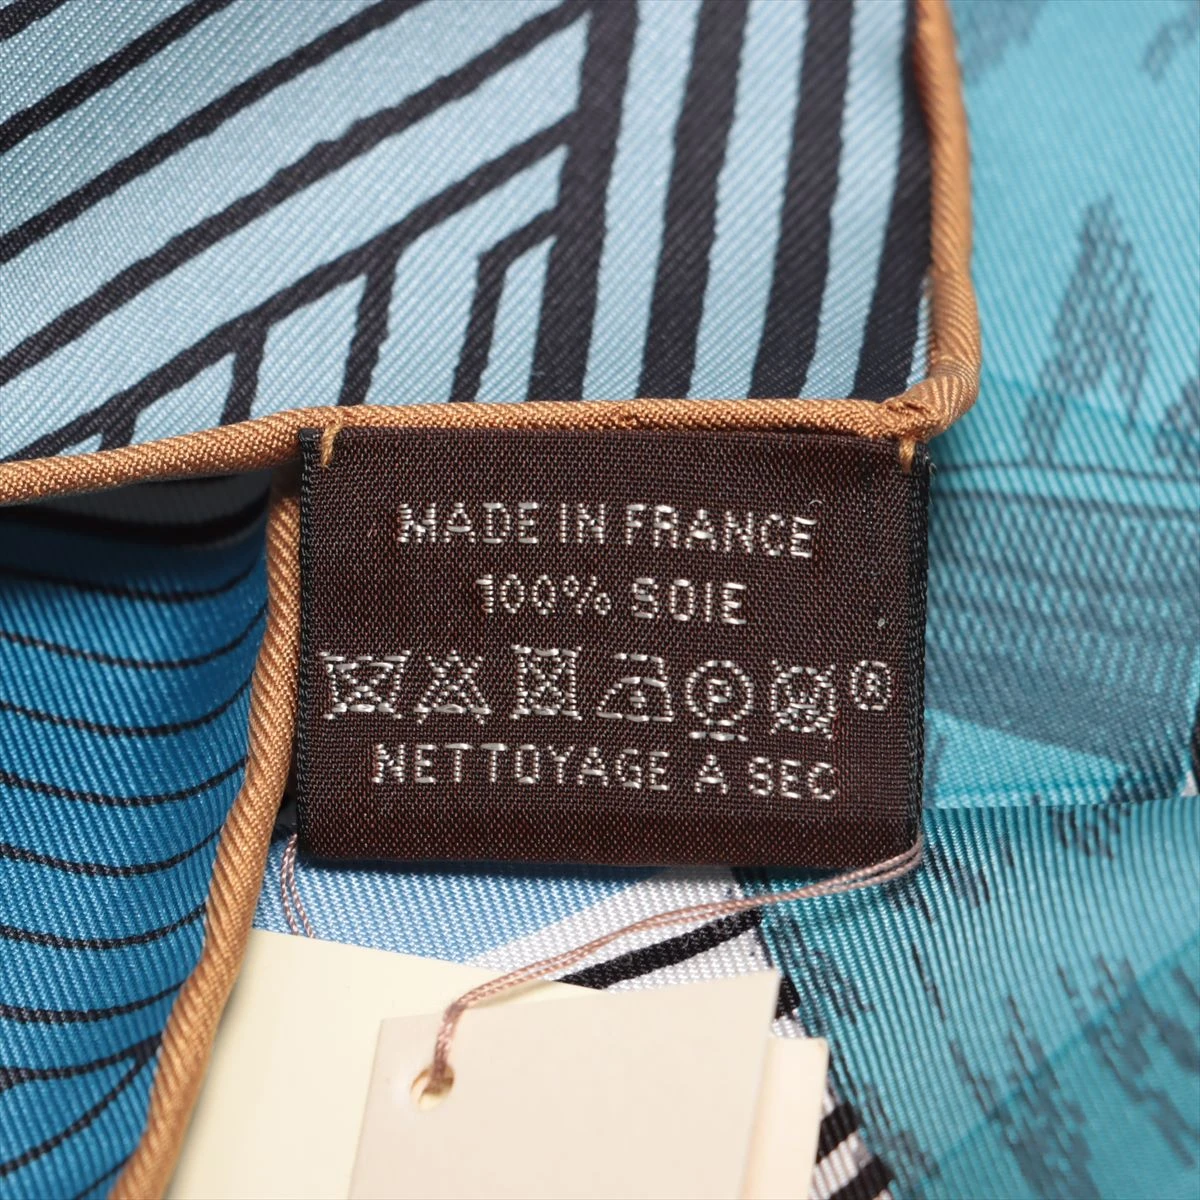 MADE IN FRANCE
100% SOIE
P ®
NETTOYAGE A SEC